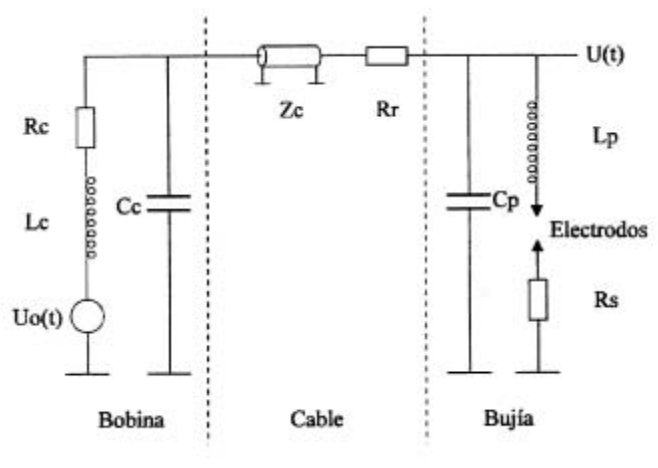 U(t)
Zc
Rr
Rc
Lp
Lc
Cc
Cp
Electrodos
Uo(t)
Rs
Bobina
Cable
Bujía